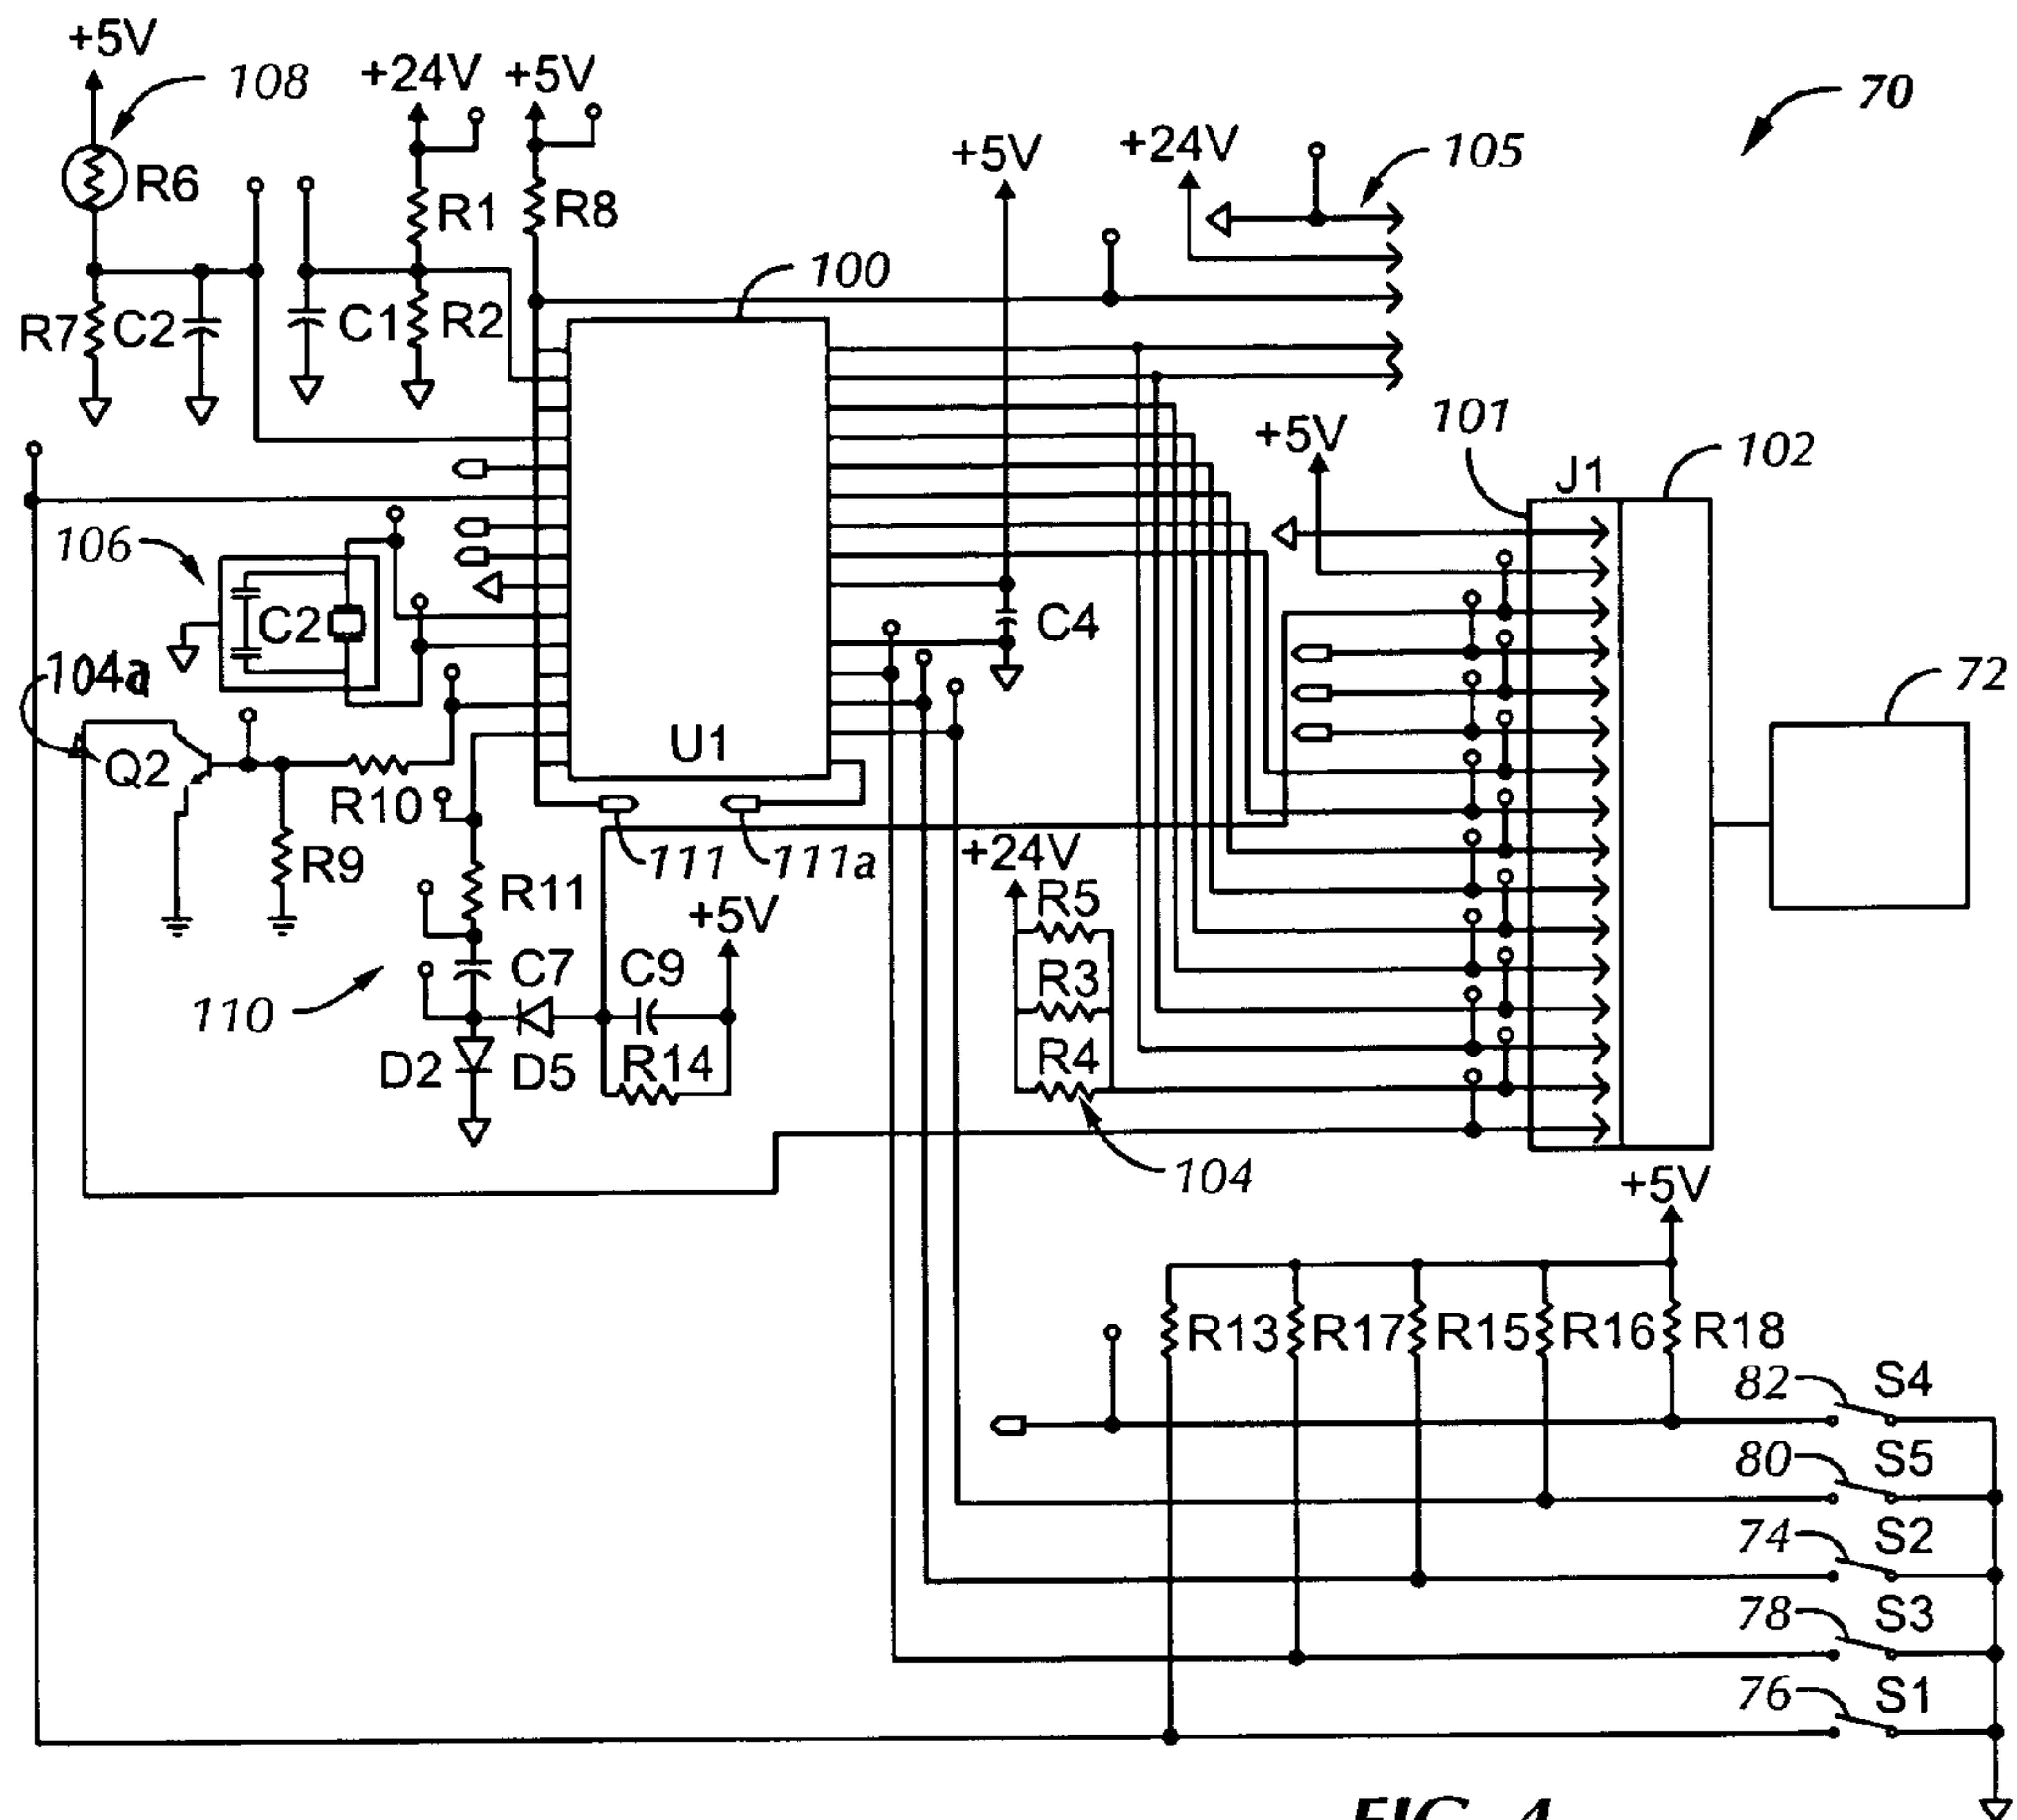 +5V
108
+24V
+5V
70
R6
R1
R8
+5V
+24V
105
R7
C2
C1
R2
100
+5V
101
J1
102
106
C2
C4
104a
72
Q2
U1
R10
R9
111
111a
+24V
R5
R11
+5V
C7
C9
R3
110
D2
D5
R14
R4
104
+5V
R13
R17
R15
R16
R18
82
S4
80
S5
74
S2
78
S3
76
S1
FIG. 4